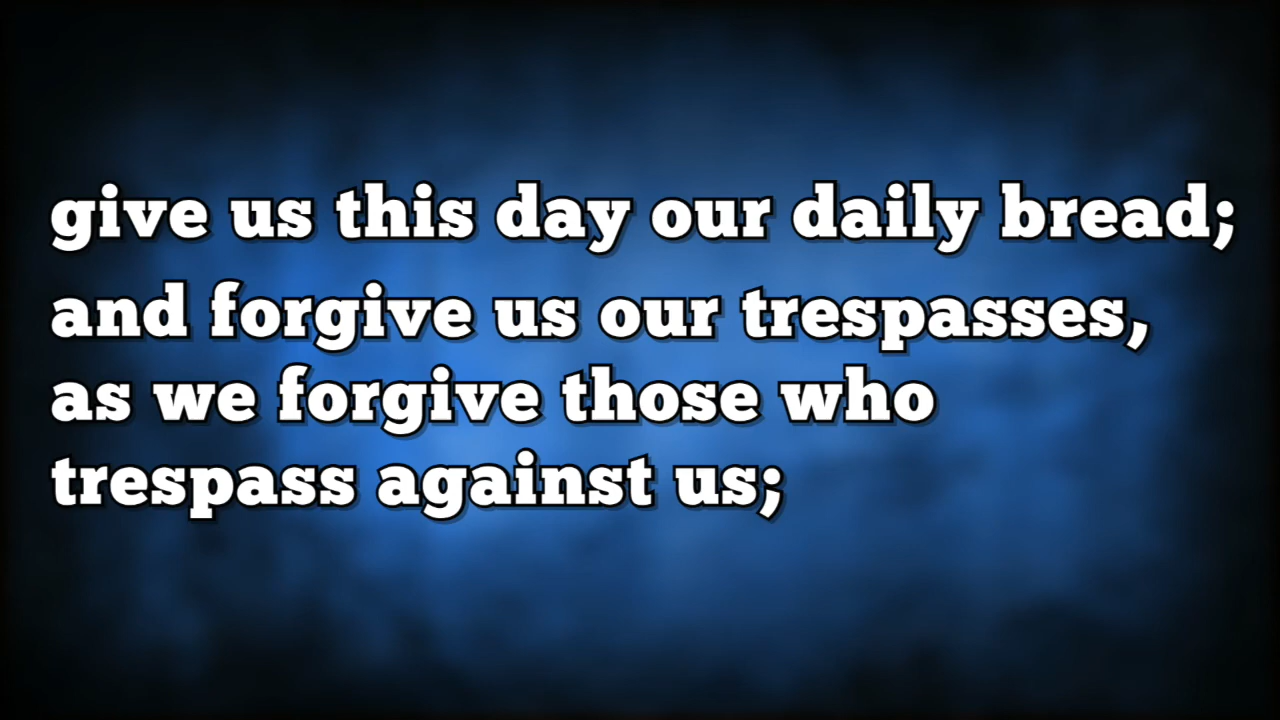 give us this day our daily bread;
and forgive us our trespasses,
as we forgive those who
trespass against us;